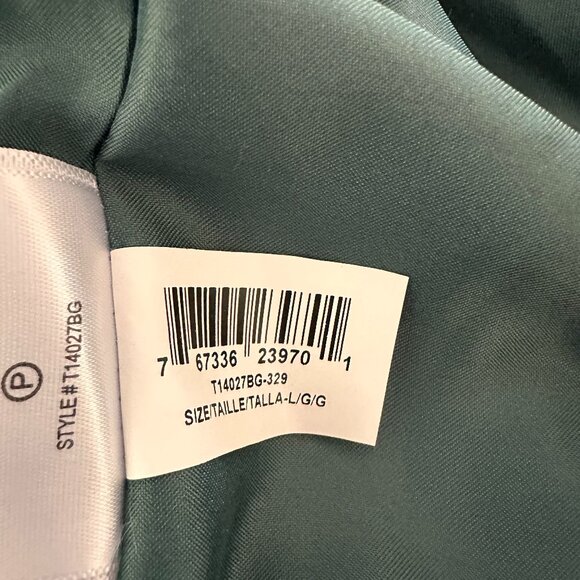 P
STYLE# T14027BG
7 67336 23970 1
T14027BG-329
SIZE/TAILLE/TALLA-L/G/G